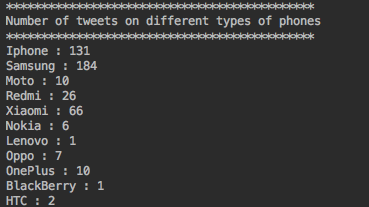 ********************************************
Number of tweets on different types of phones
********************************************
Iphone : 131
Samsung : 184
Moto : 10
Redmi : 26
Xiaomi : 66
Nokia : 6
Lenovo : 1
Oppo : 7
OnePlus : 10
BlackBerry : 1
HTC : 2